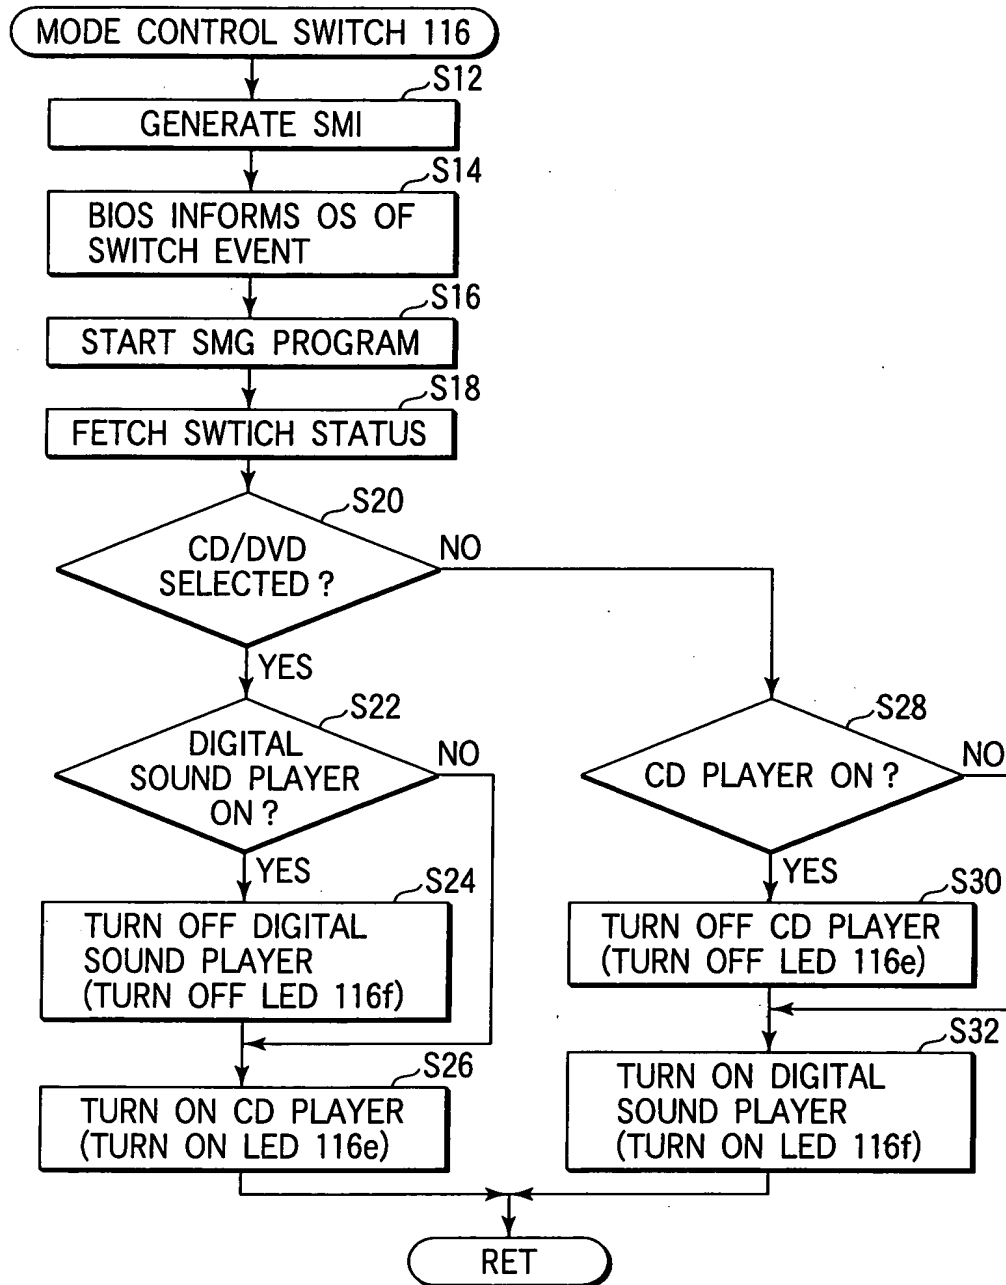 MODE CONTROL SWITCH 116
S12
GENERATE SMI
S14
BIOS INFORMS OS OF
SWITCH EVENT
S16
START SMG PROGRAM
S18
FETCH SWTICH STATUS
S20
CD/DVD
SELECTED ?
NO
YES
S22
DIGITAL
SOUND PLAYER
ON ?
NO
YES
S24
TURN OFF DIGITAL
SOUND PLAYER
(TURN OFF LED 116f)
S26
TURN ON CD PLAYER
(TURN ON LED 116e)
S28
CD PLAYER ON ?
NO
YES
S30
TURN OFF CD PLAYER
(TURN OFF LED 116e)
S32
TURN ON DIGITAL
SOUND PLAYER
(TURN ON LED 116f)
RET